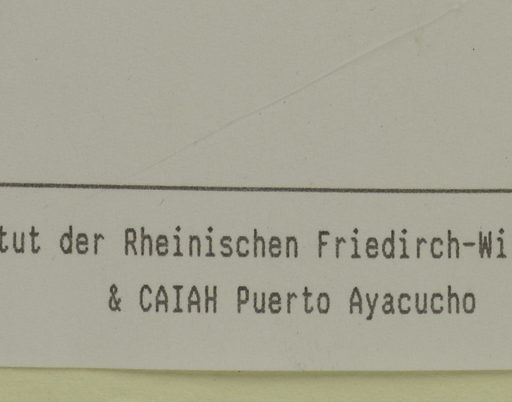 tut der Rheinischen Friedirch-Wi
& CAIAH Puerto Ayacucho